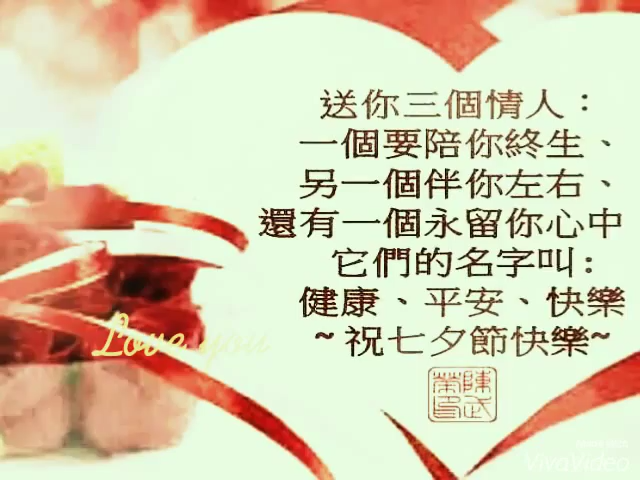 送你三個情人：
一個要陪你終生、
另一個伴你左右、
還有一個永留你心中
它們的名字叫:
健康、平安、快樂
~祝七夕節快樂~
Love you
VivaVideo